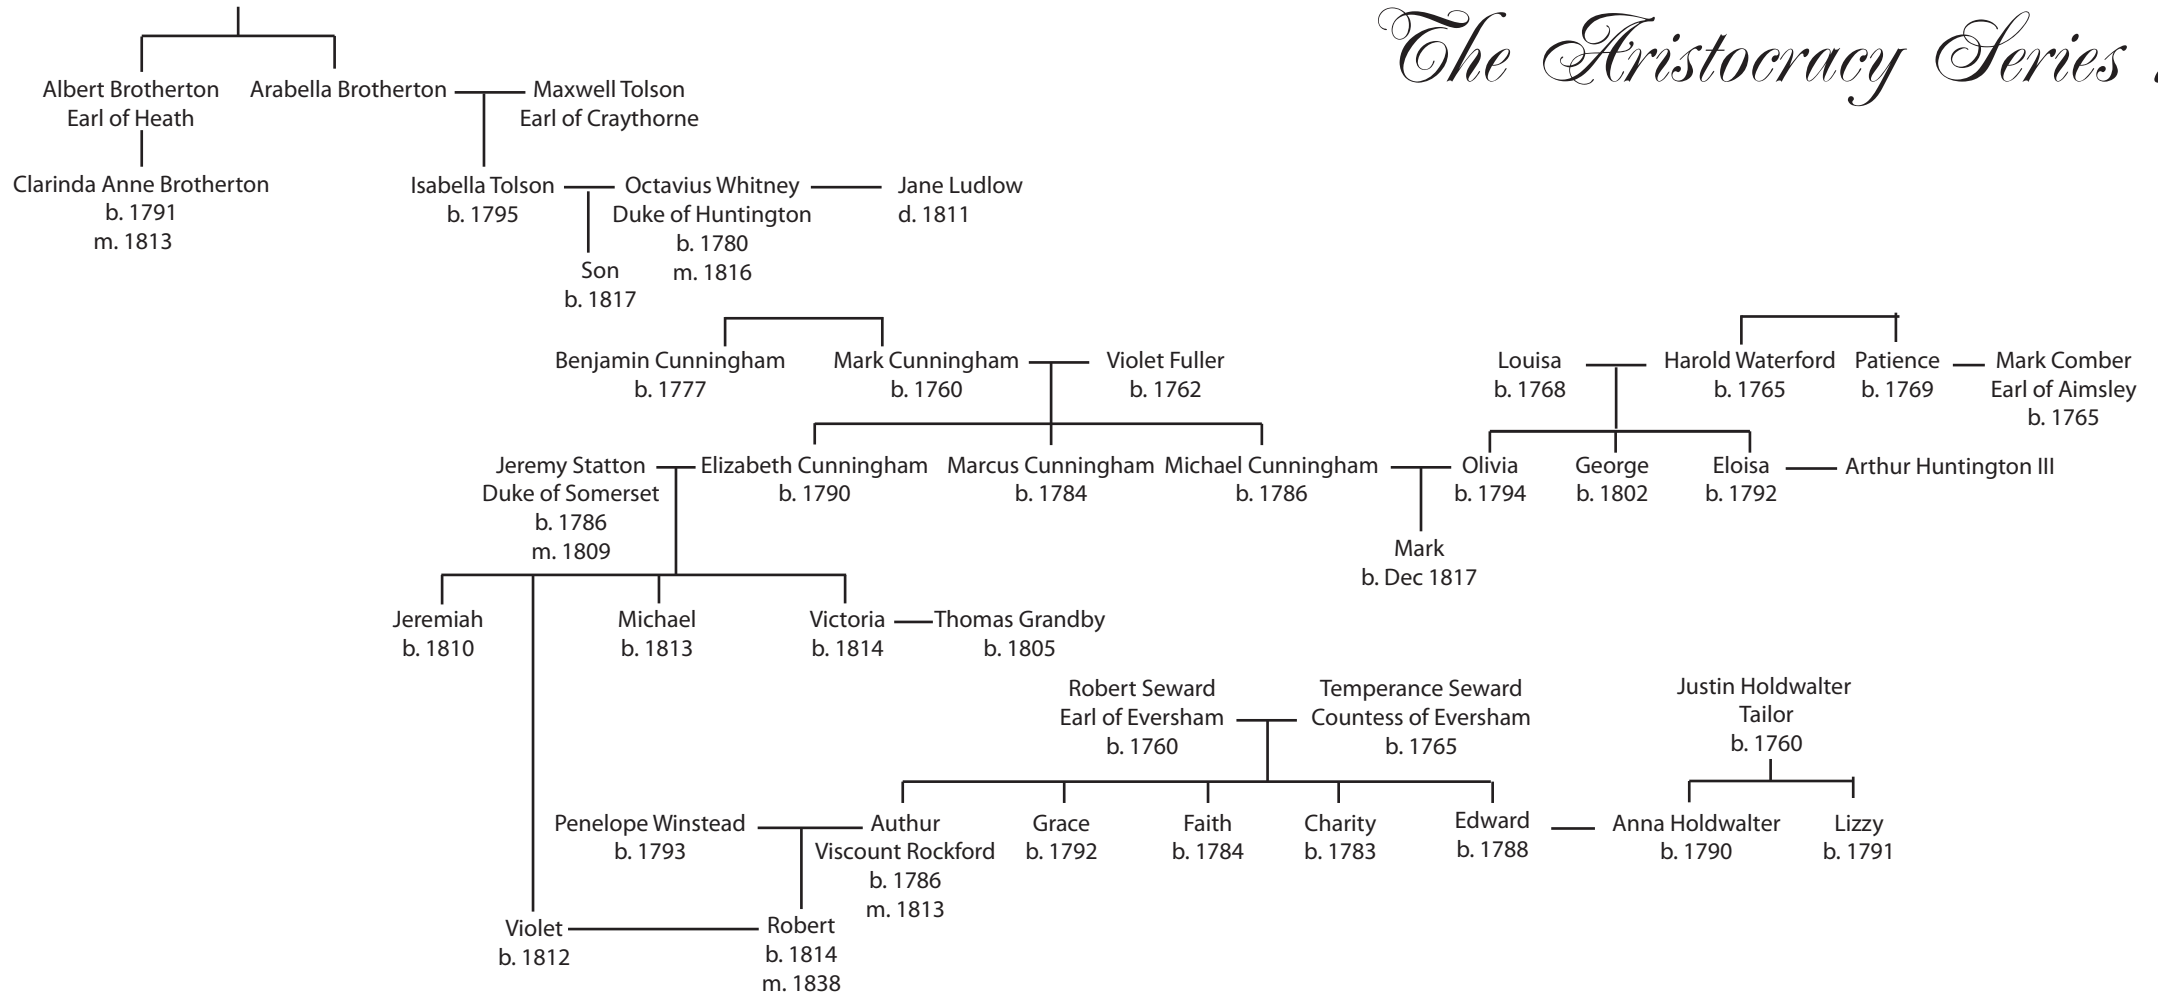 The Aristocracy Series
Albert Brotherton
Earl of Heath
Arabella Brotherton
Maxwell Tolson
Earl of Craythorne
Clarinda Anne Brotherton
b. 1791
m. 1813
Isabella Tolson
b. 1795
Octavius Whitney
Duke of Huntington
b. 1780
m. 1816
Jane Ludlow
d. 1811
Son
b. 1817
Benjamin Cunningham
b. 1777
Mark Cunningham
b. 1760
Violet Fuller
b. 1762
Louisa
b. 1768
Harold Waterford
b. 1765
Patience
b. 1769
Mark Comber
Earl of Aimsley
b. 1765
Jeremy Statton
Duke of Somerset
b. 1786
m. 1809
Elizabeth Cunningham
b. 1790
Marcus Cunningham
b. 1784
Michael Cunningham
b. 1786
Olivia
b. 1794
George
b. 1802
Eloisa
b. 1792
Arthur Huntington III
Mark
b. Dec 1817
Jeremiah
b. 1810
Michael
b. 1813
Victoria
b. 1814
Thomas Grandby
b. 1805
Robert Seward
Earl of Eversham
b. 1760
Temperance Seward
Countess of Eversham
b. 1765
Justin Holdwalter
Tailor
b. 1760
Penelope Winstead
b. 1793
Authur
Viscount Rockford
b. 1786
m. 1813
Grace
b. 1792
Faith
b. 1784
Charity
b. 1783
Edward
b. 1788
Anna Holdwalter
b. 1790
Lizzy
b. 1791
Violet
b. 1812
Robert
b. 1814
m. 1838